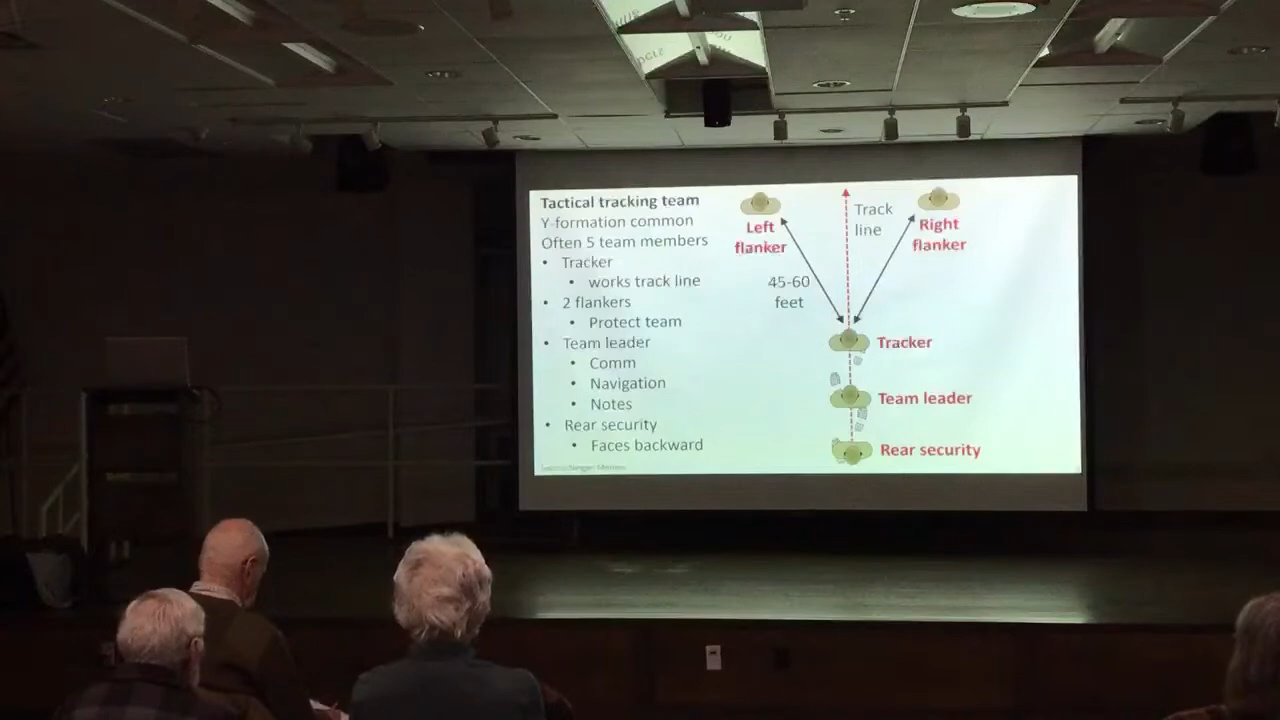 Tactical tracking team
Y-formation common
Often 5 team members
• Tracker
• works track line
• 2 flankers
• Protect team
• Team leader
• Comm
• Navigation
• Notes
• Rear security
• Faces backward
Left
flanker
Track
line
Right
flanker
45-60
feet
Tracker
Team leader
Rear security